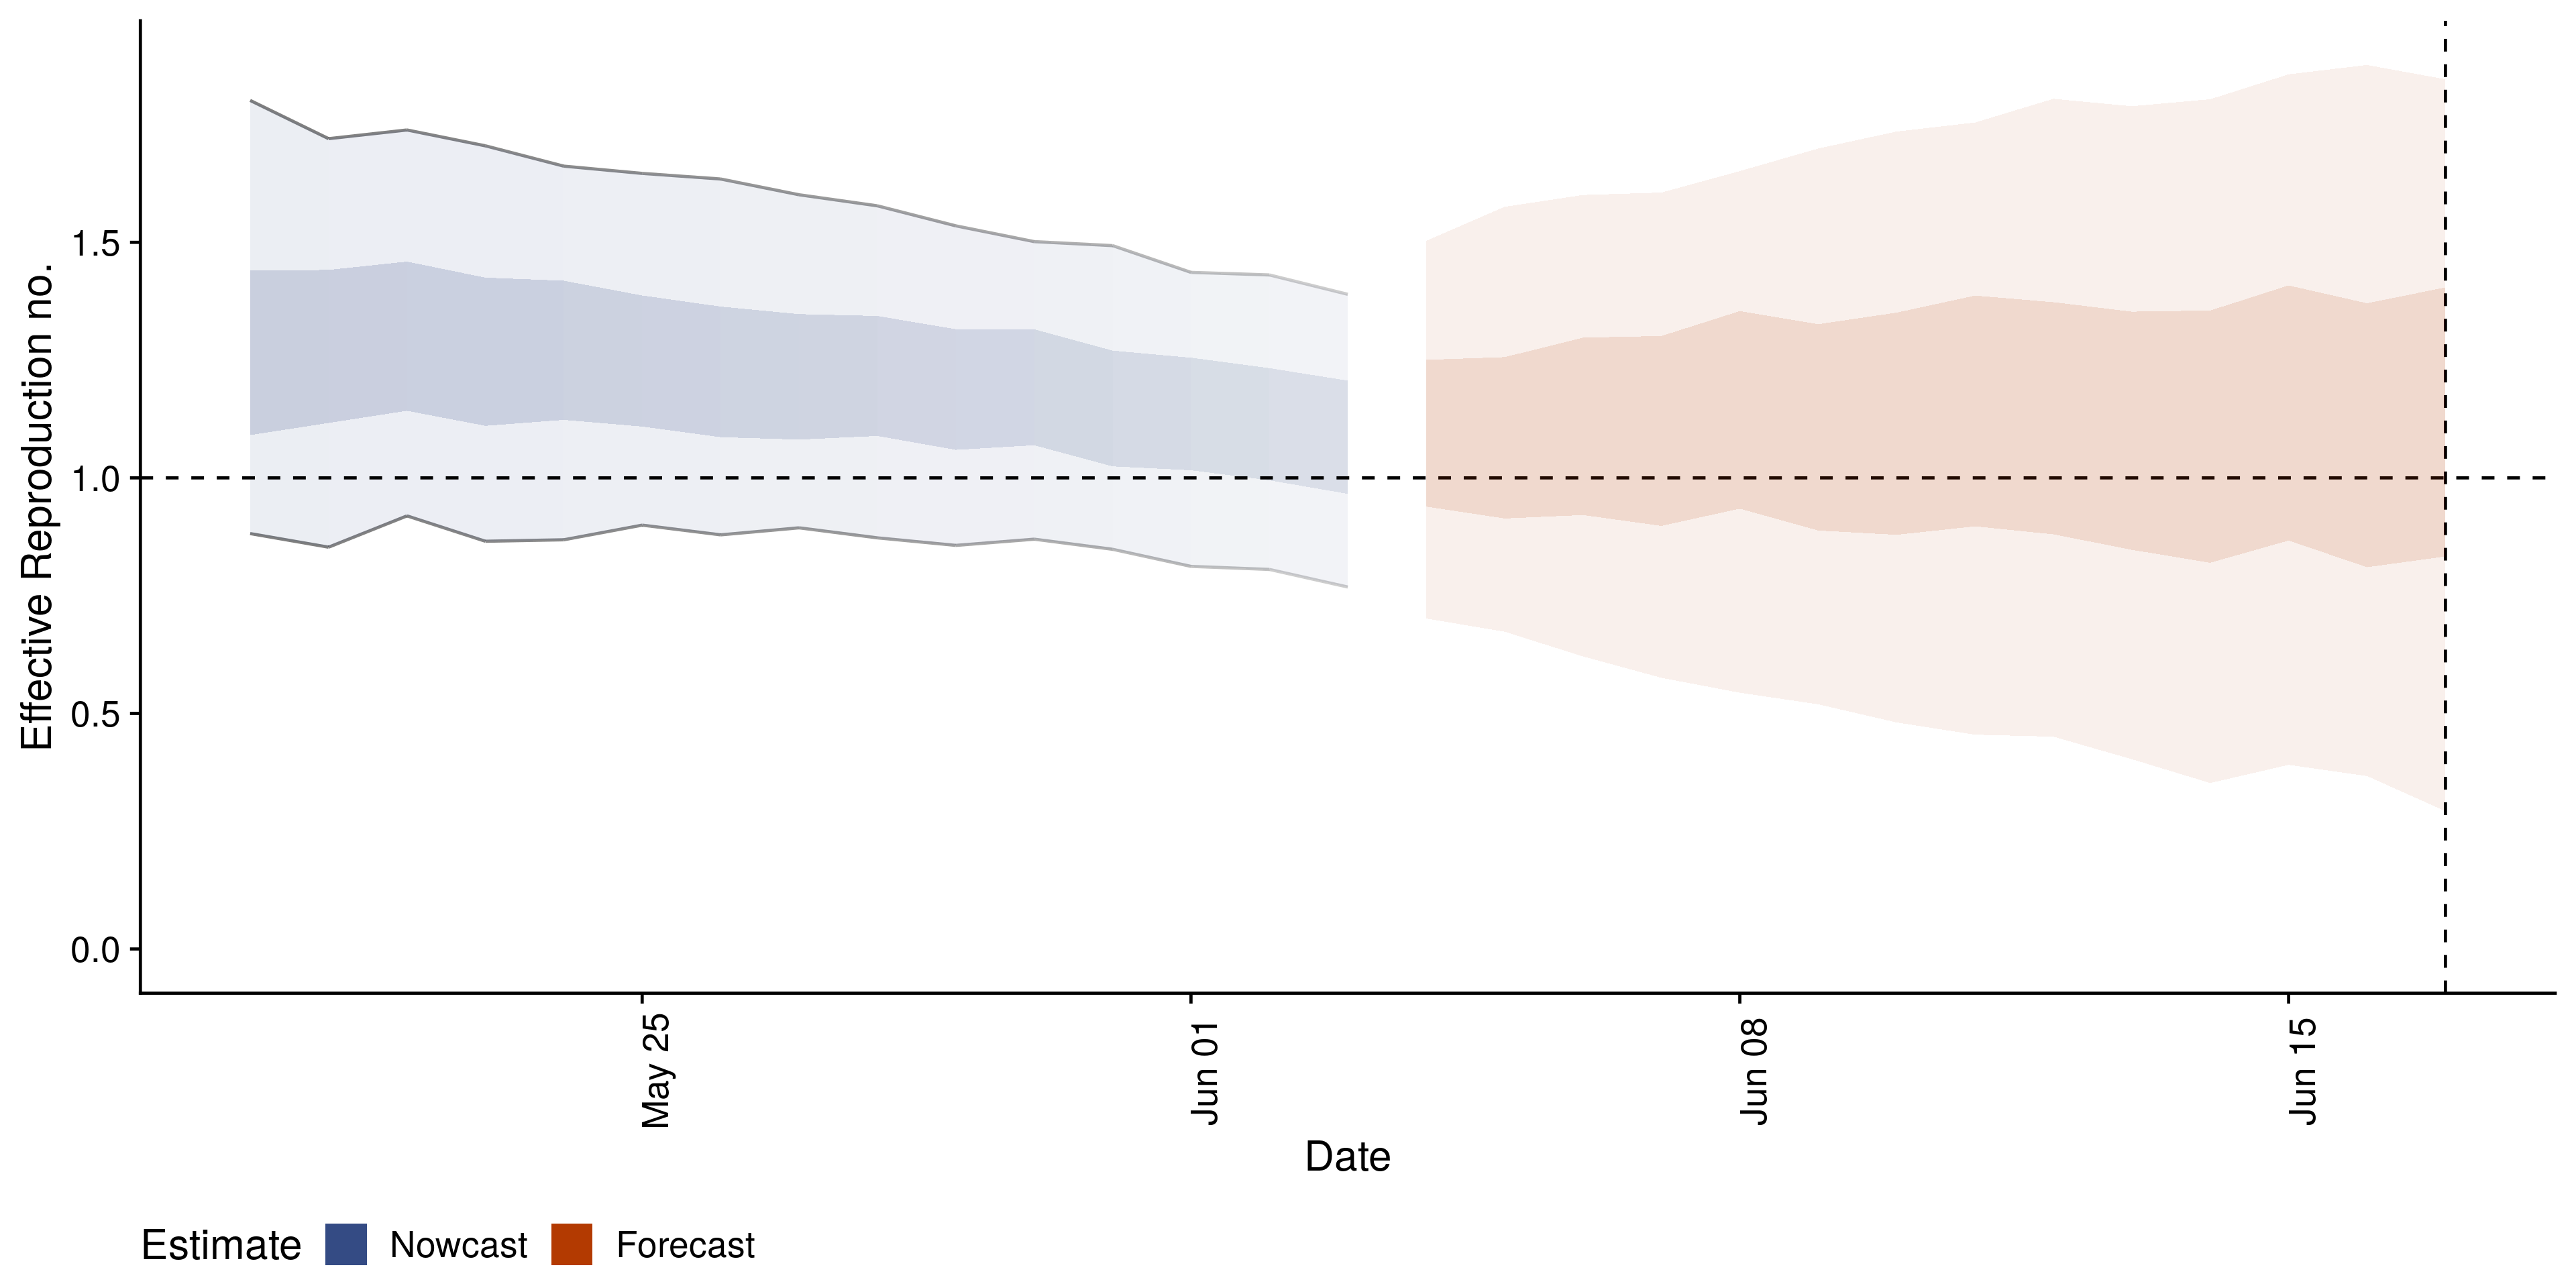 Effective Reproduction no.
1.5
1.0
0.5
0.0
May 25
Jun 01
Jun 08
Jun 15
Date
Estimate Nowcast Forecast